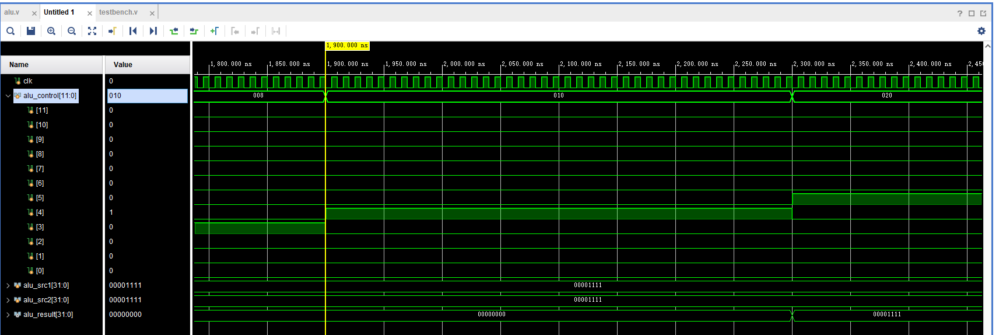 alu.v Untitled 1 testbench.v
1,900.000 ns
Name Value
1,800.000 ns 1,850.000 ns 1,900.000 ns 1,950.000 ns 2,000.000 ns 2,050.000 ns 2,100.000 ns 2,150.000 ns 2,200.000 ns 2,250.000 ns 2,300.000 ns 2,350.000 ns 2,400.000 ns 2,450
clk 0
alu_control[11:0] 010 008 010 020
[11] 0
[10] 0
[9] 0
[8] 0
[7] 0
[6] 0
[5] 0
[4] 1
[3] 0
[2] 0
[1] 0
[0] 0
alu_src1[31:0] 00001111 00001111
alu_src2[31:0] 00001111 00001111
alu_result[31:0] 00000000 00000000 00001111